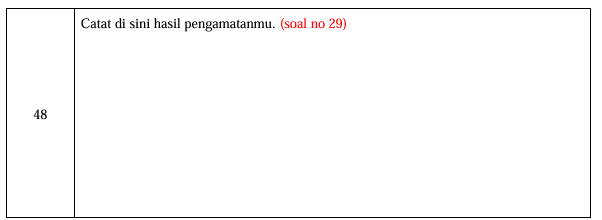 Catat di sini hasil pengamatanmu. (soal no 29)
48